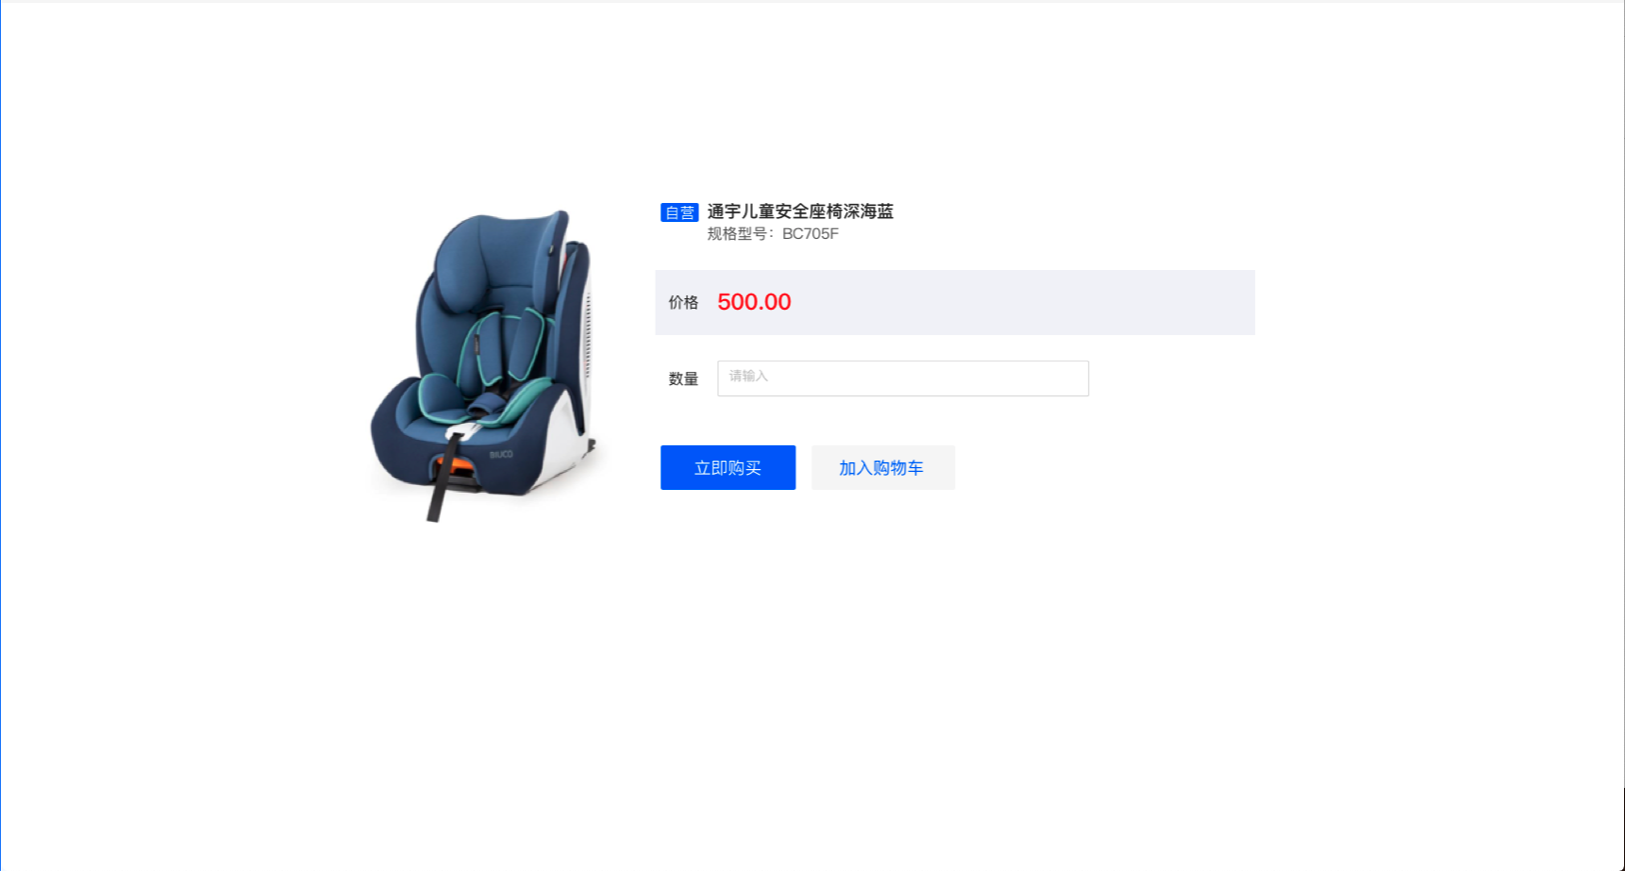 自营 通宇儿童安全座椅深海蓝
规格型号：BC705F
价格 500.00
数量 请输入
立即购买 加入购物车